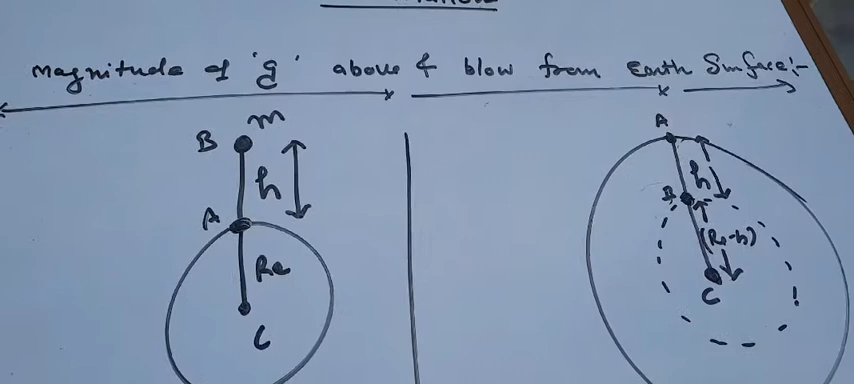 Magnitude of 'g' above & blow from Earth Surface:-
B m
h
A
Re
C
A
h
B
(Re-h)
C